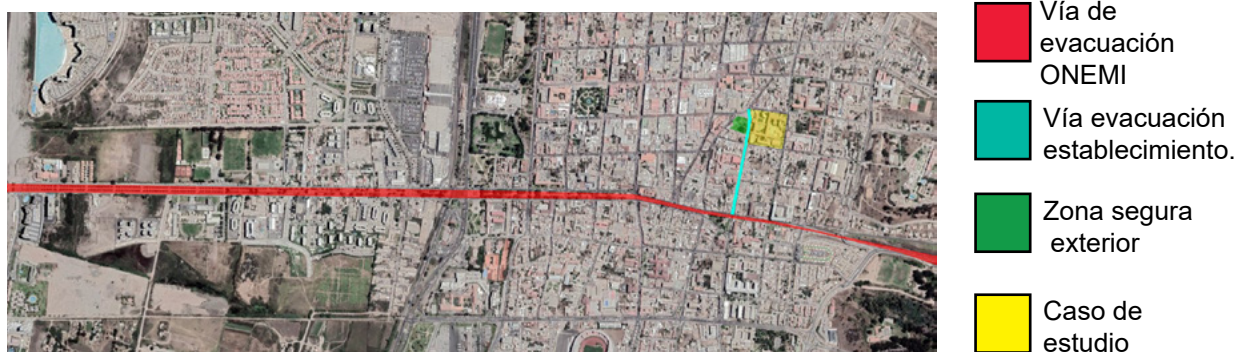 Vía de
evacuación
ONEMI
Vía evacuación
establecimiento.
Zona segura
exterior
Caso de
estudio